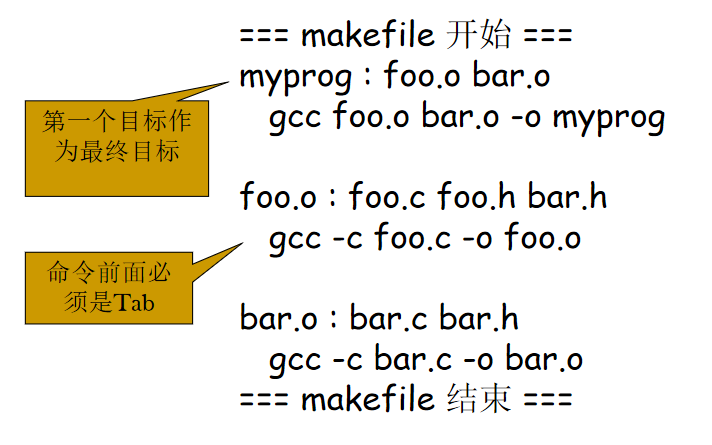 === makefile 开始 ===
myprog : foo.o bar.o
gcc foo.o bar.o -o myprog
第一个目标作
为最终目标
foo.o : foo.c foo.h bar.h
gcc -c foo.c -o foo.o
命令前面必
须是Tab
bar.o : bar.c bar.h
gcc -c bar.c -o bar.o
=== makefile 结束 ===